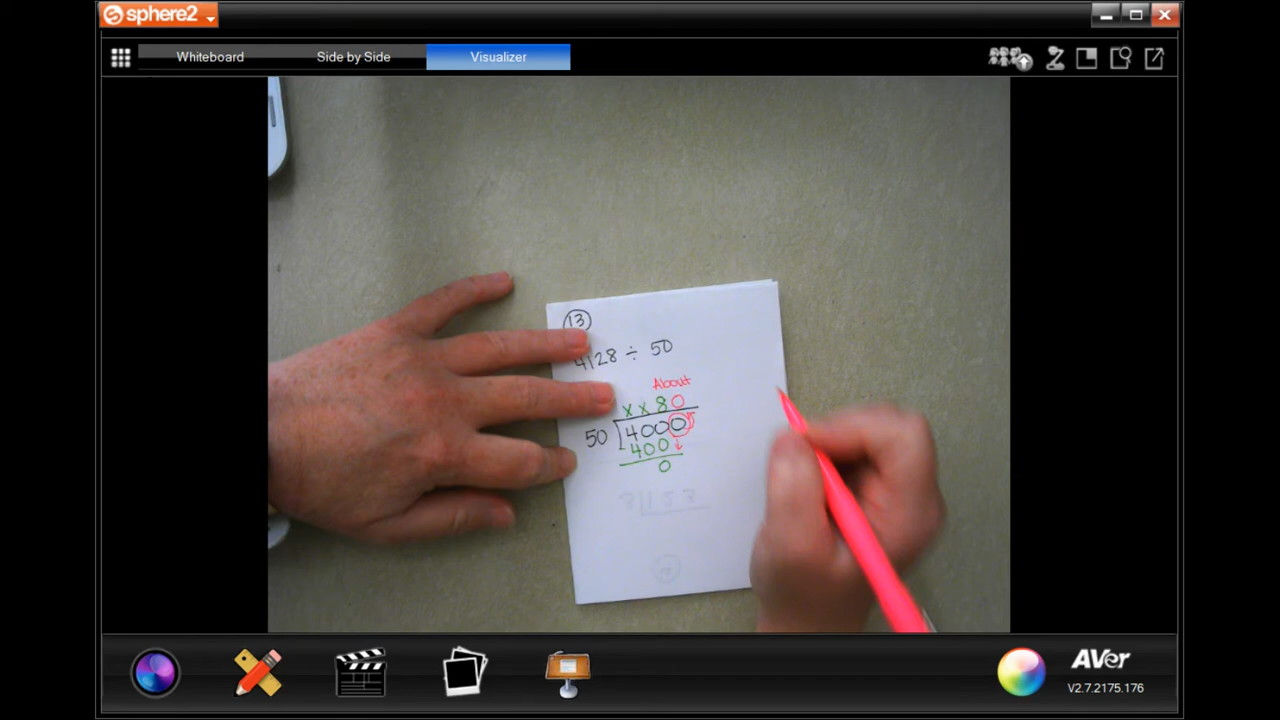 sphere2
Whiteboard Side by Side Visualizer
13
4128 ÷ 50
About
x x 8 0
50 4000
400
0
AVer
V2.7.2175.176